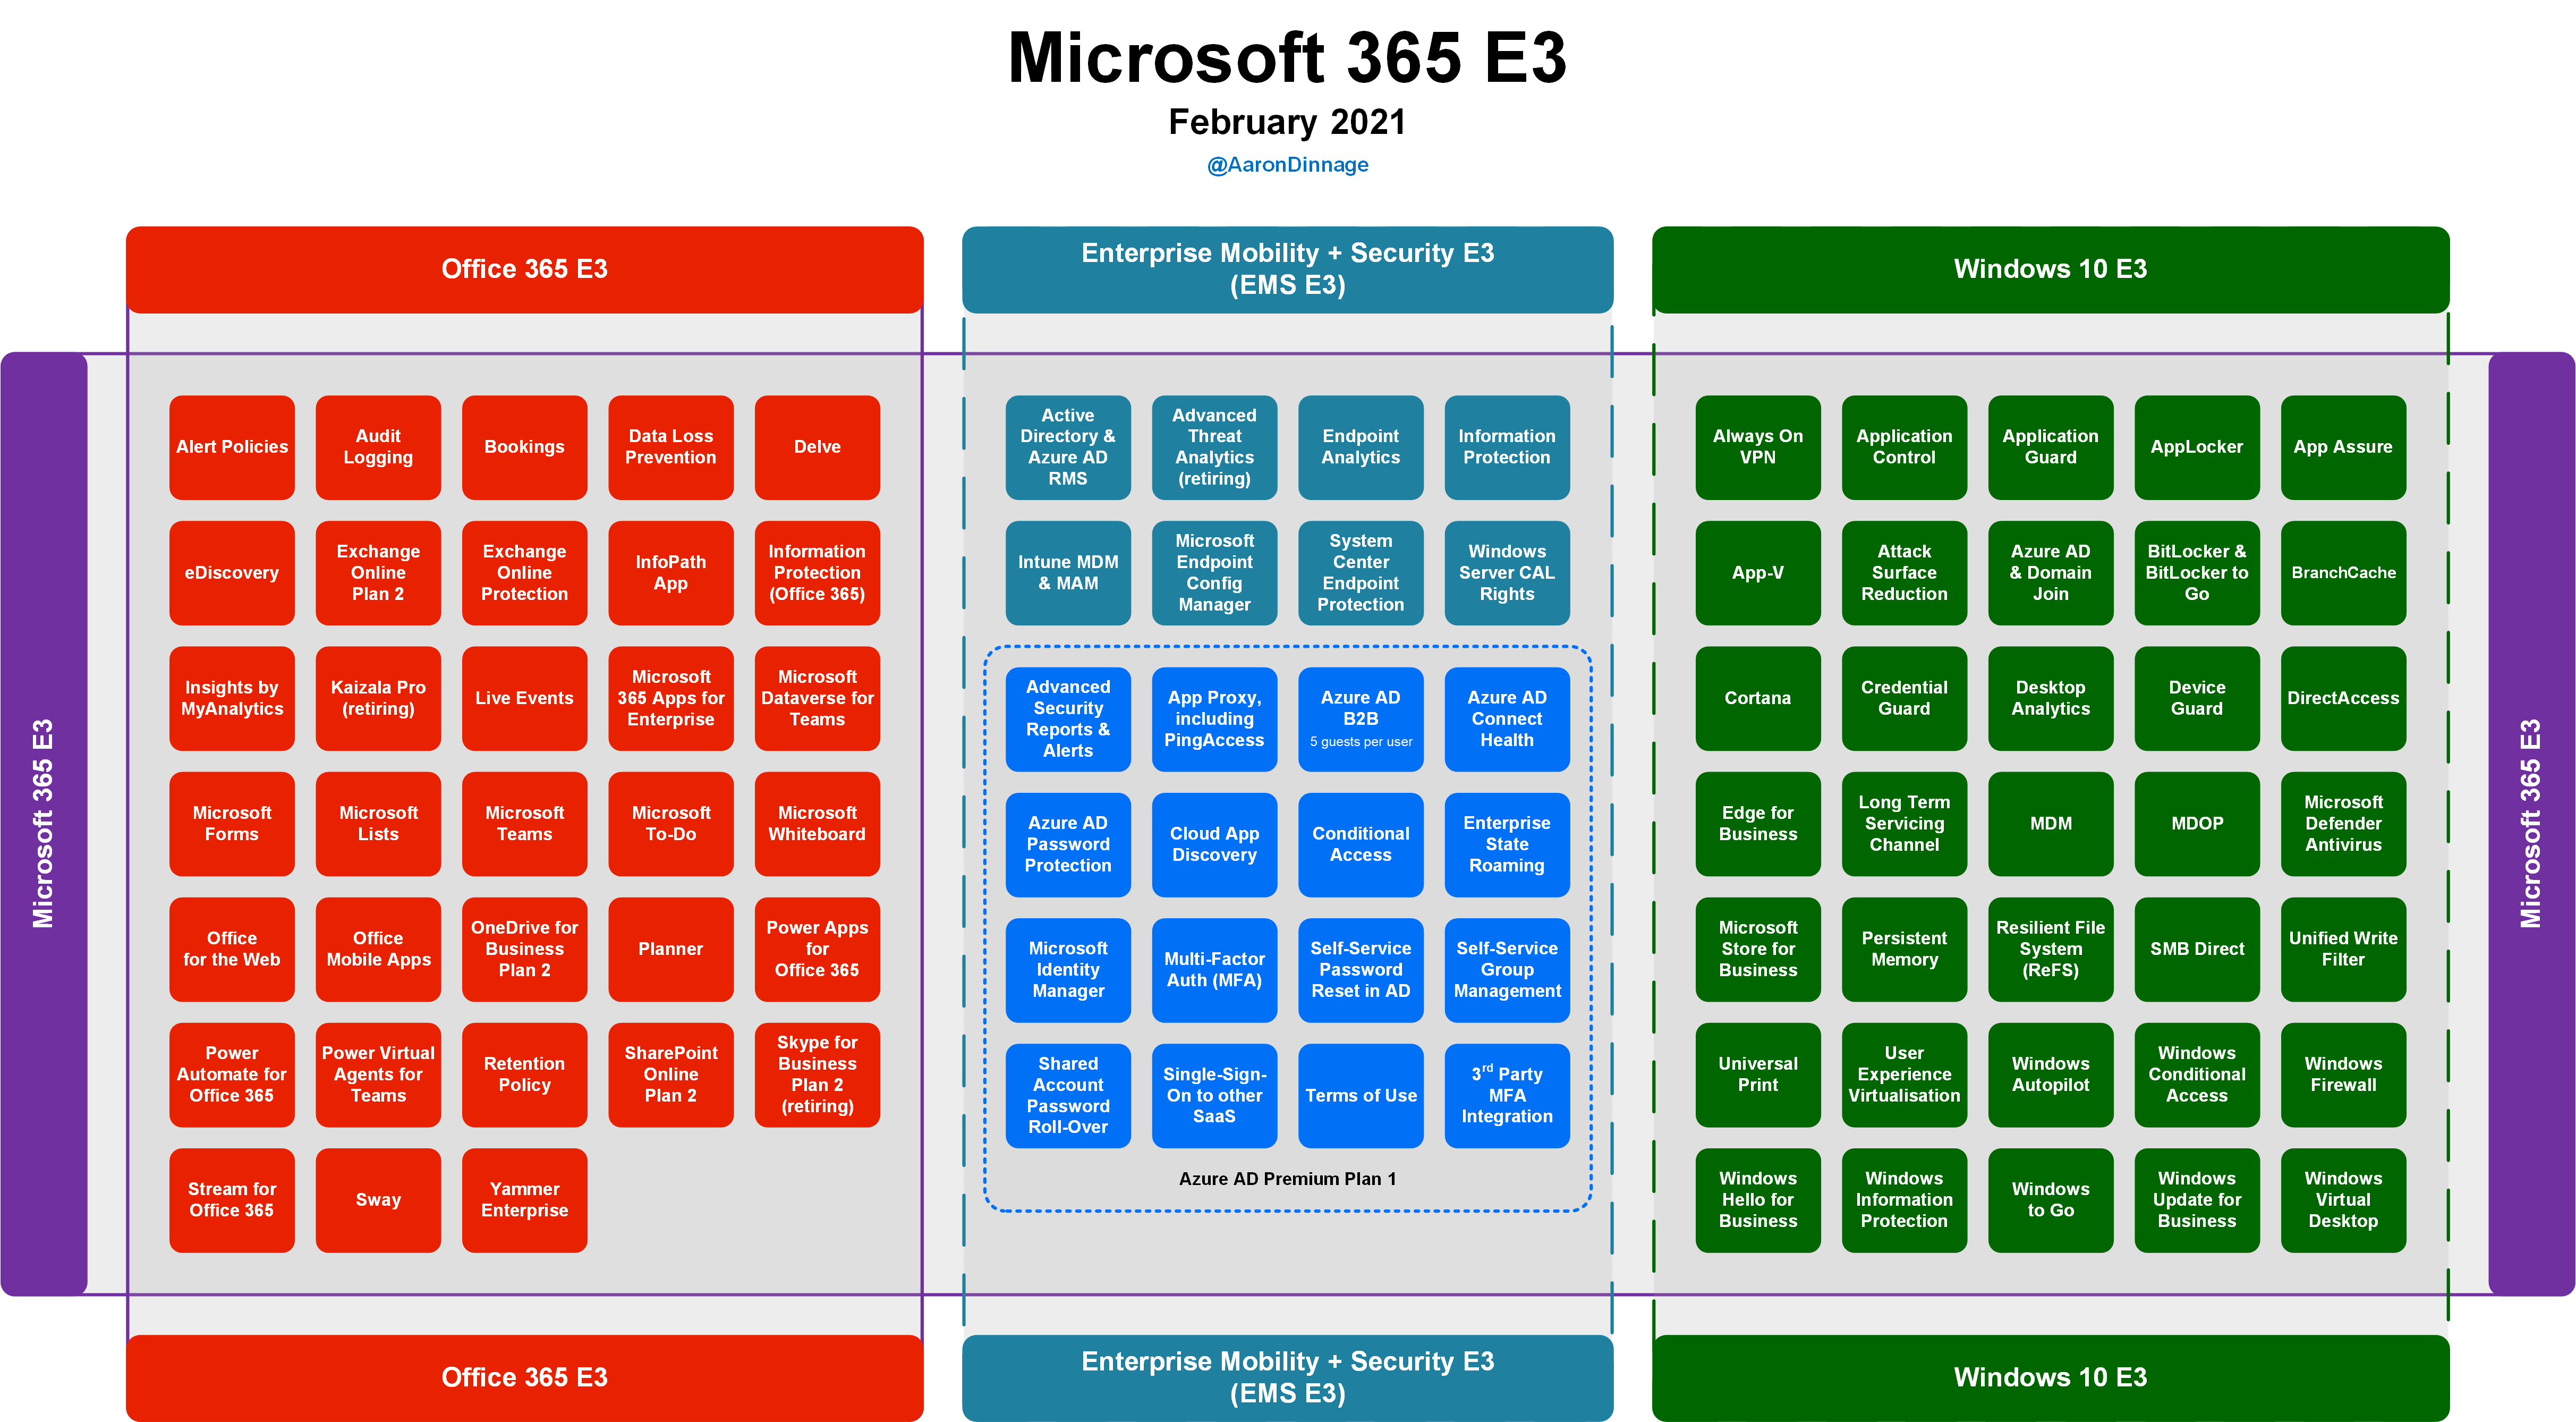 Microsoft 365 E3
February 2021
@AaronDinnage
Office 365 E3
Enterprise Mobility + Security E3
(EMS E3)
Windows 10 E3
Microsoft 365 E3
Alert Policies
Audit
Logging
Bookings
Data Loss
Prevention
Delve
eDiscovery
Exchange
Online
Plan 2
Exchange
Online
Protection
InfoPath
App
Information
Protection
(Office 365)
Insights by
MyAnalytics
Kaizala Pro
(retiring)
Live Events
Microsoft
365 Apps for
Enterprise
Microsoft
Dataverse for
Teams
Microsoft
Forms
Microsoft
Lists
Microsoft
Teams
Microsoft
To-Do
Microsoft
Whiteboard
Office
for the Web
Office
Mobile Apps
OneDrive for
Business
Plan 2
Planner
Power Apps
for
Office 365
Power
Automate for
Office 365
Power Virtual
Agents for
Teams
Retention
Policy
SharePoint
Online
Plan 2
Skype for
Business
Plan 2
(retiring)
Stream for
Office 365
Sway
Yammer
Enterprise
Active
Directory &
Azure AD
RMS
Advanced
Threat
Analytics
(retiring)
Endpoint
Analytics
Information
Protection
Intune MDM
& MAM
Microsoft
Endpoint
Config
Manager
System
Center
Endpoint
Protection
Windows
Server CAL
Rights
Advanced
Security
Reports &
Alerts
App Proxy,
including
PingAccess
Azure AD
B2B
5 guests per user
Azure AD
Connect
Health
Azure AD
Password
Protection
Cloud App
Discovery
Conditional
Access
Enterprise
State
Roaming
Microsoft
Identity
Manager
Multi-Factor
Auth (MFA)
Self-Service
Password
Reset in AD
Self-Service
Group
Management
Shared
Account
Password
Roll-Over
Single-Sign-
On to other
SaaS
Terms of Use
3rd Party
MFA
Integration
Azure AD Premium Plan 1
Always On
VPN
Application
Control
Application
Guard
AppLocker
App Assure
App-V
Attack
Surface
Reduction
Azure AD
& Domain
Join
BitLocker &
BitLocker to
Go
BranchCache
Cortana
Credential
Guard
Desktop
Analytics
Device
Guard
DirectAccess
Edge for
Business
Long Term
Servicing
Channel
MDM
MDOP
Microsoft
Defender
Antivirus
Microsoft
Store for
Business
Persistent
Memory
Resilient File
System
(ReFS)
SMB Direct
Unified Write
Filter
Universal
Print
User
Experience
Virtualisation
Windows
Autopilot
Windows
Conditional
Access
Windows
Firewall
Windows
Hello for
Business
Windows
Information
Protection
Windows
to Go
Windows
Update for
Business
Windows
Virtual
Desktop
Microsoft 365 E3
Office 365 E3
Enterprise Mobility + Security E3
(EMS E3)
Windows 10 E3